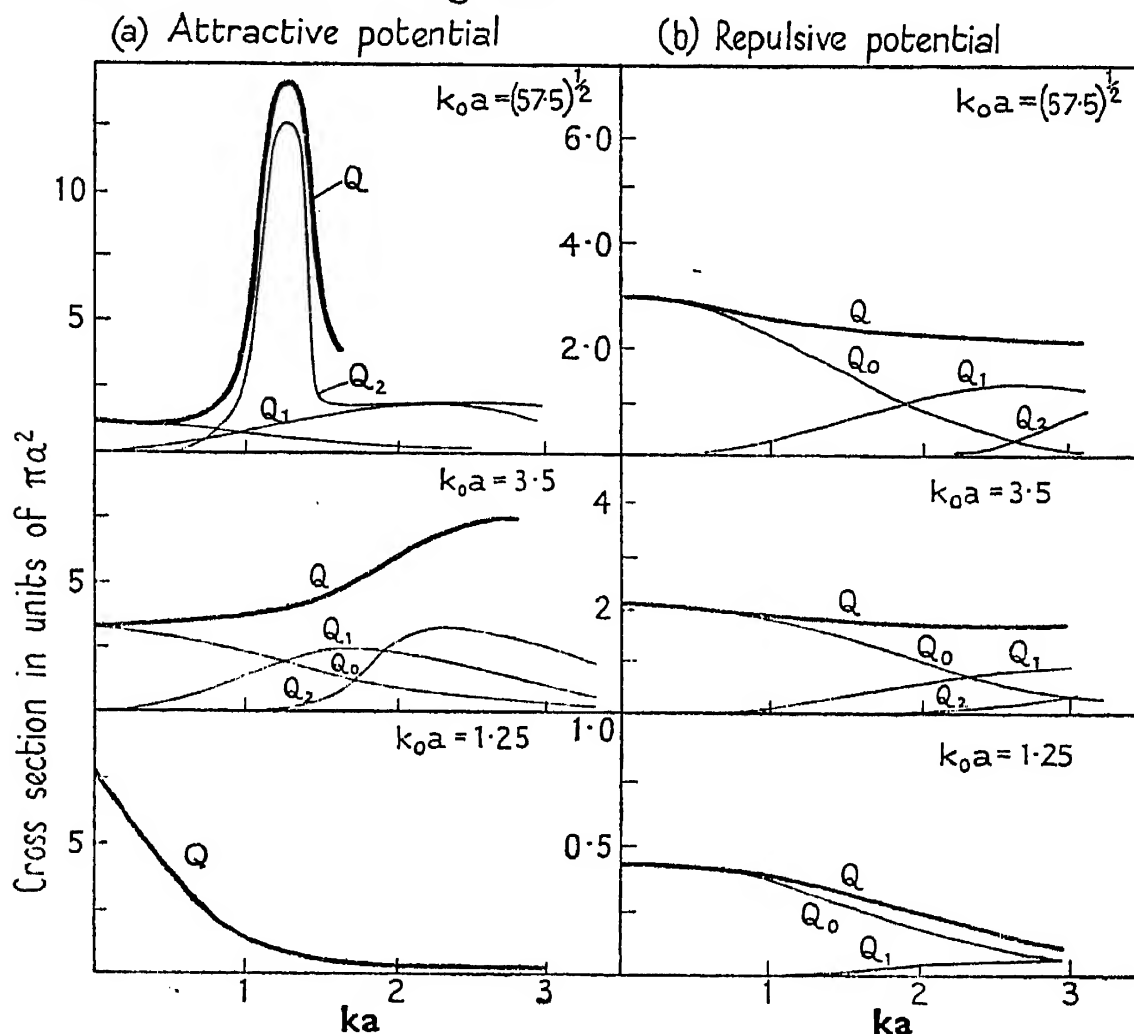 (a) Attractive potential
(b) Repulsive potential
Cross section in units of πa²
k₀a=(57·5)^½
10
5
Q
Q₂
Q₁
k₀a=(57·5)^½
6·0
4·0
2·0
Q
Q₀
Q₁
Q₂
k₀a=3·5
5
Q
Q₁
Q₀
Q₂
k₀a=3·5
4
2
Q
Q₀
Q₁
Q₂
k₀a=1·25
5
Q
1
2
3
ka
k₀a=1·25
1·0
0·5
Q
Q₀
Q₁
1
2
3
ka